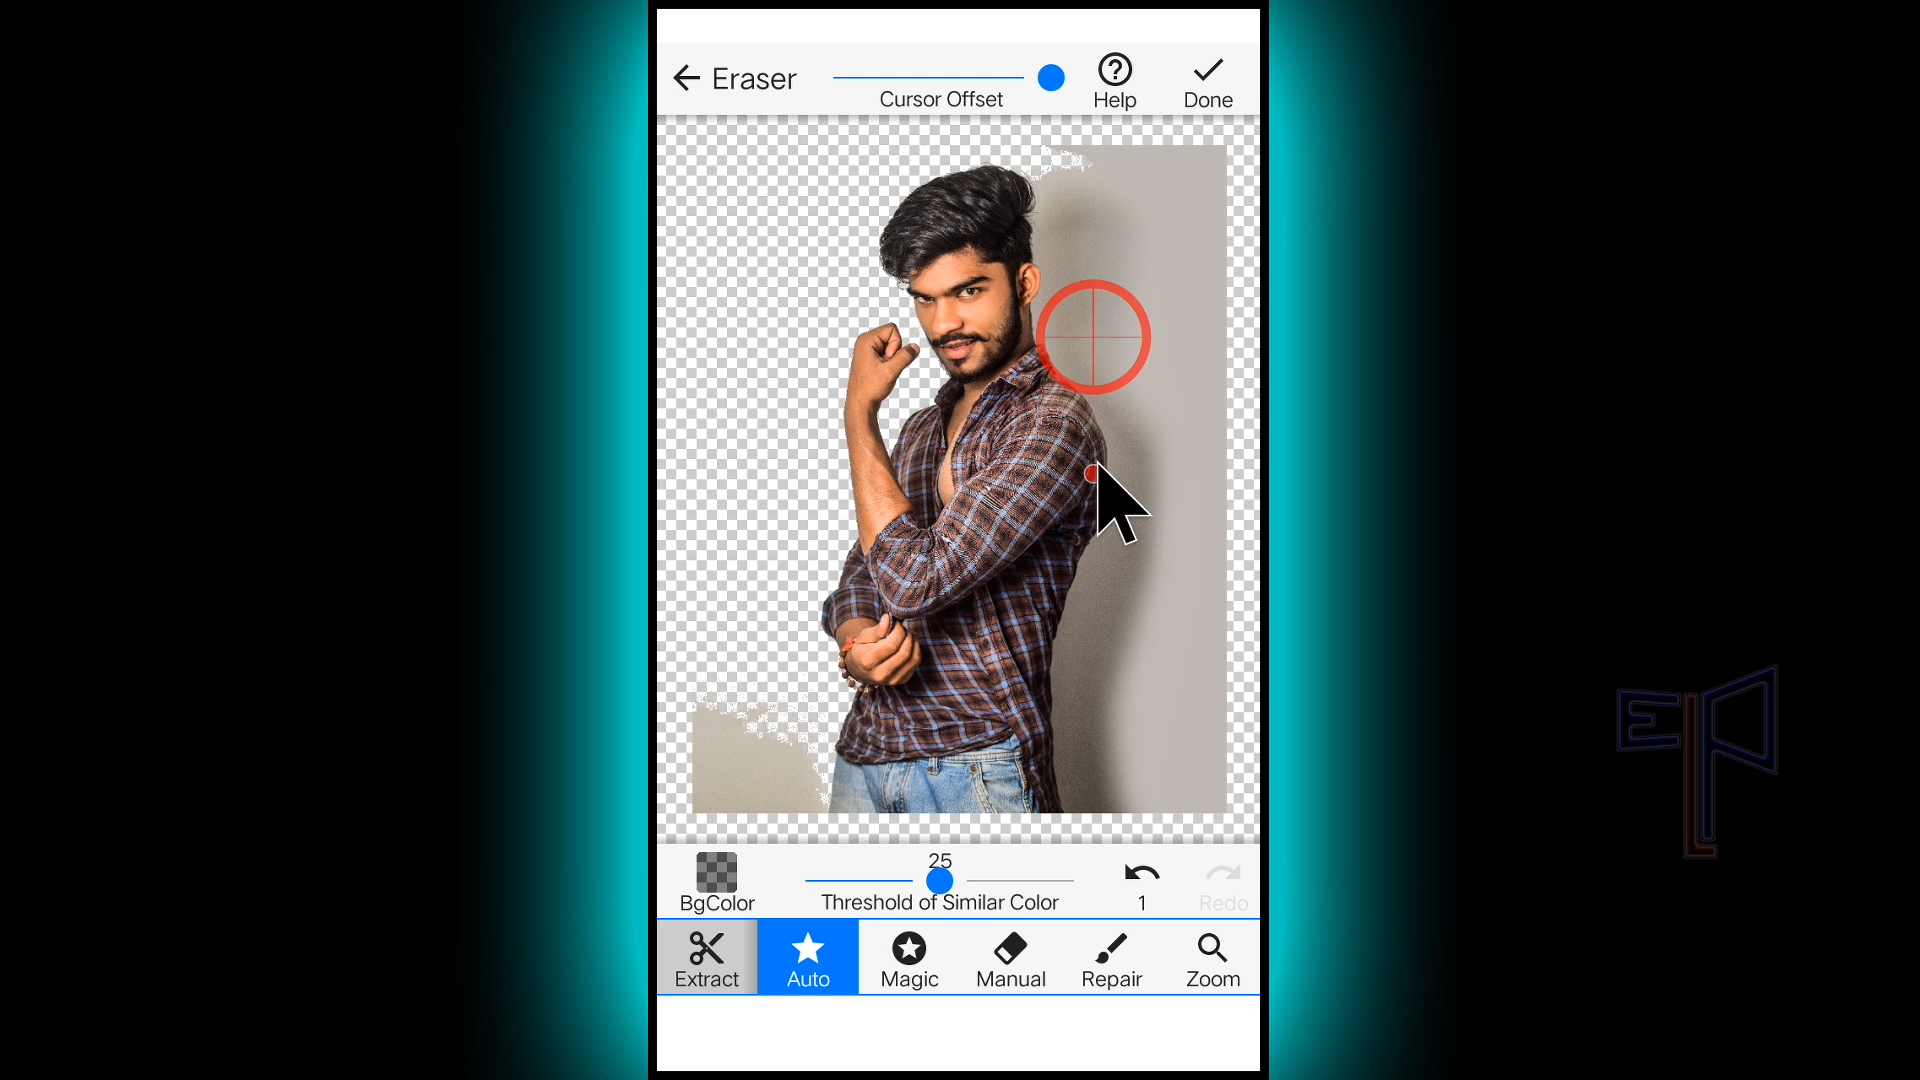 Eraser
Cursor Offset
Help
Done
25
BgColor
Threshold of Similar Color
1
Redo
Extract
Auto
Magic
Manual
Repair
Zoom